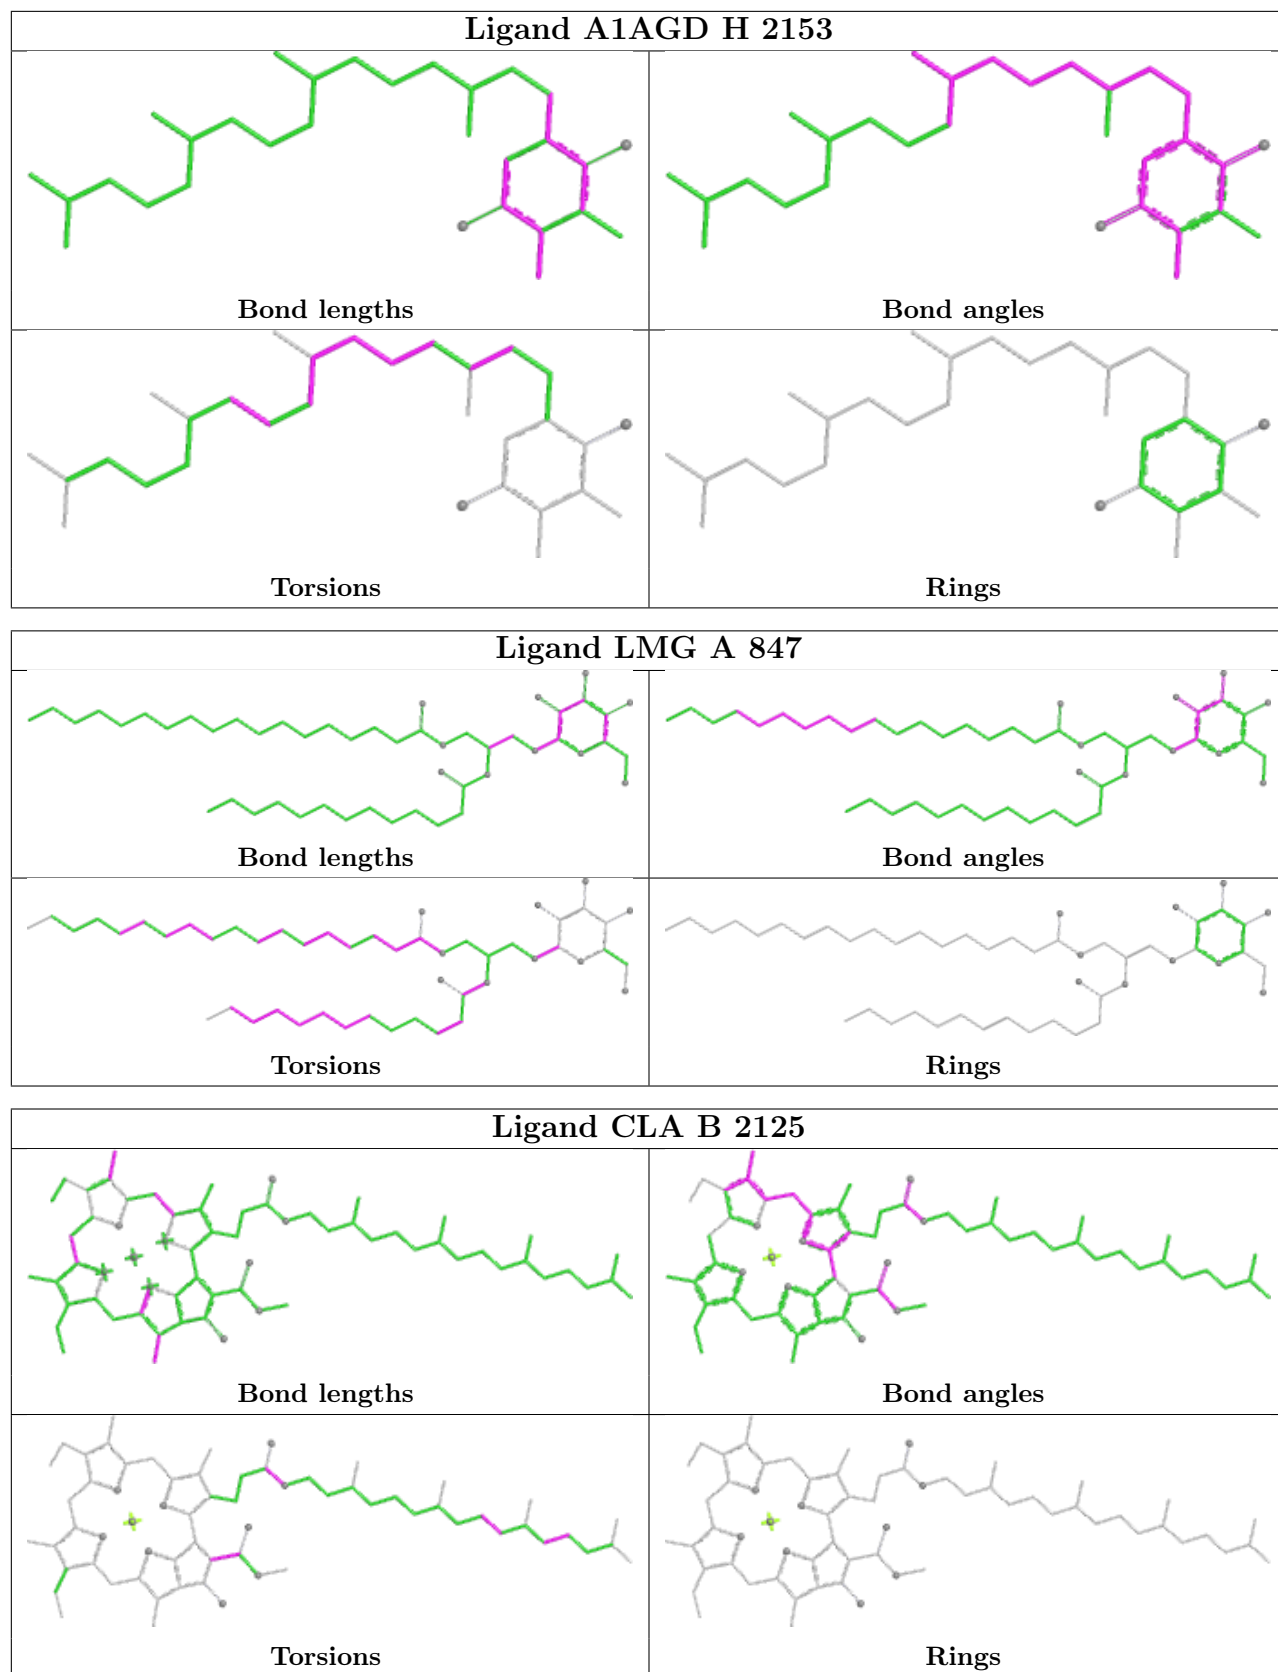 Ligand A1AGD H 2153
Bond lengths
Bond angles
Torsions
Rings
Ligand LMG A 847
Bond lengths
Bond angles
Torsions
Rings
Ligand CLA B 2125
Bond lengths
Bond angles
Torsions
Rings